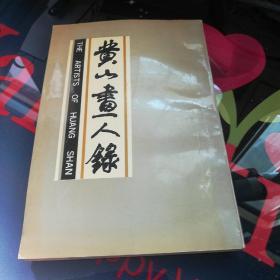 黄山畫人錄
THE ARTISTS OF HUANG SHAN